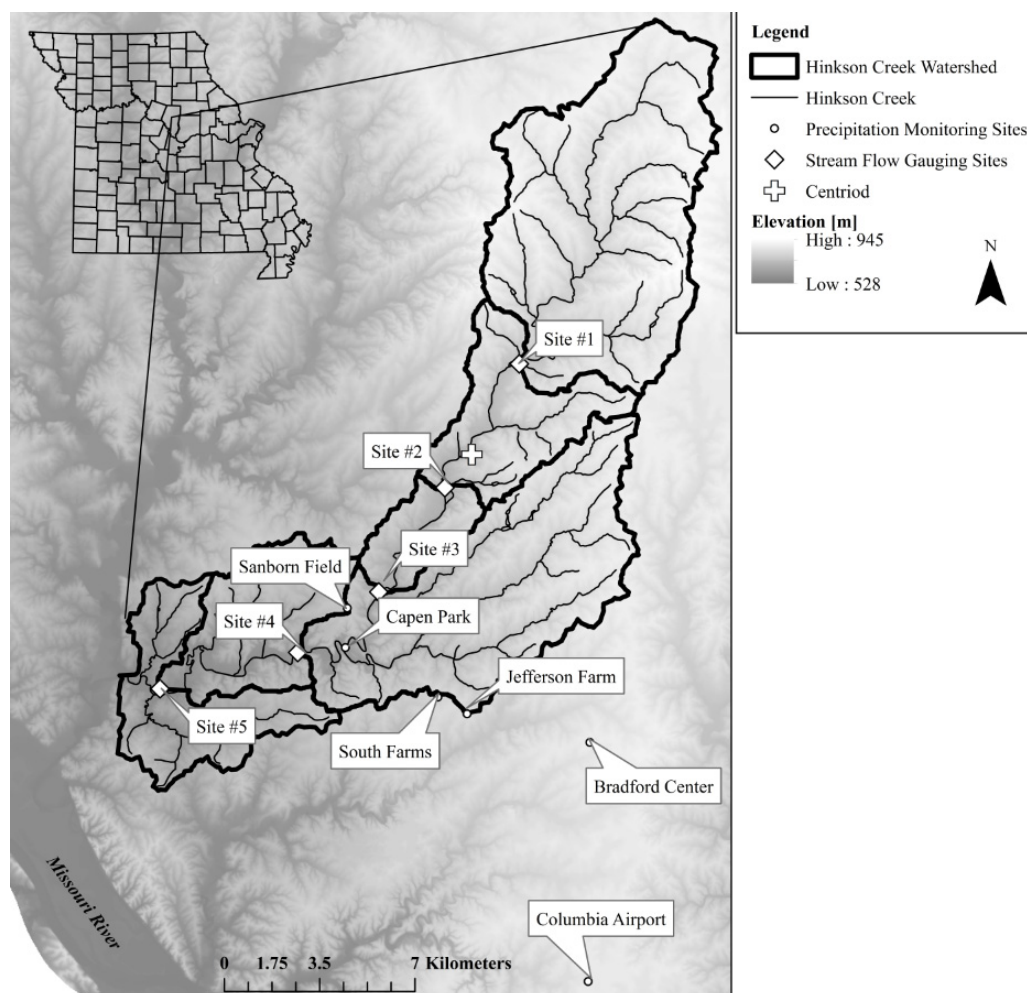 Legend
Hinkson Creek Watershed
Hinkson Creek
Precipitation Monitoring Sites
Stream Flow Gauging Sites
Centriod
Elevation [m]
High : 945
Low : 528
N
Site #1
Site #2
Site #3
Sanborn Field
Capen Park
Site #4
Jefferson Farm
Site #5
South Farms
Bradford Center
Missouri River
Columbia Airport
0 1.75 3.5 7 Kilometers